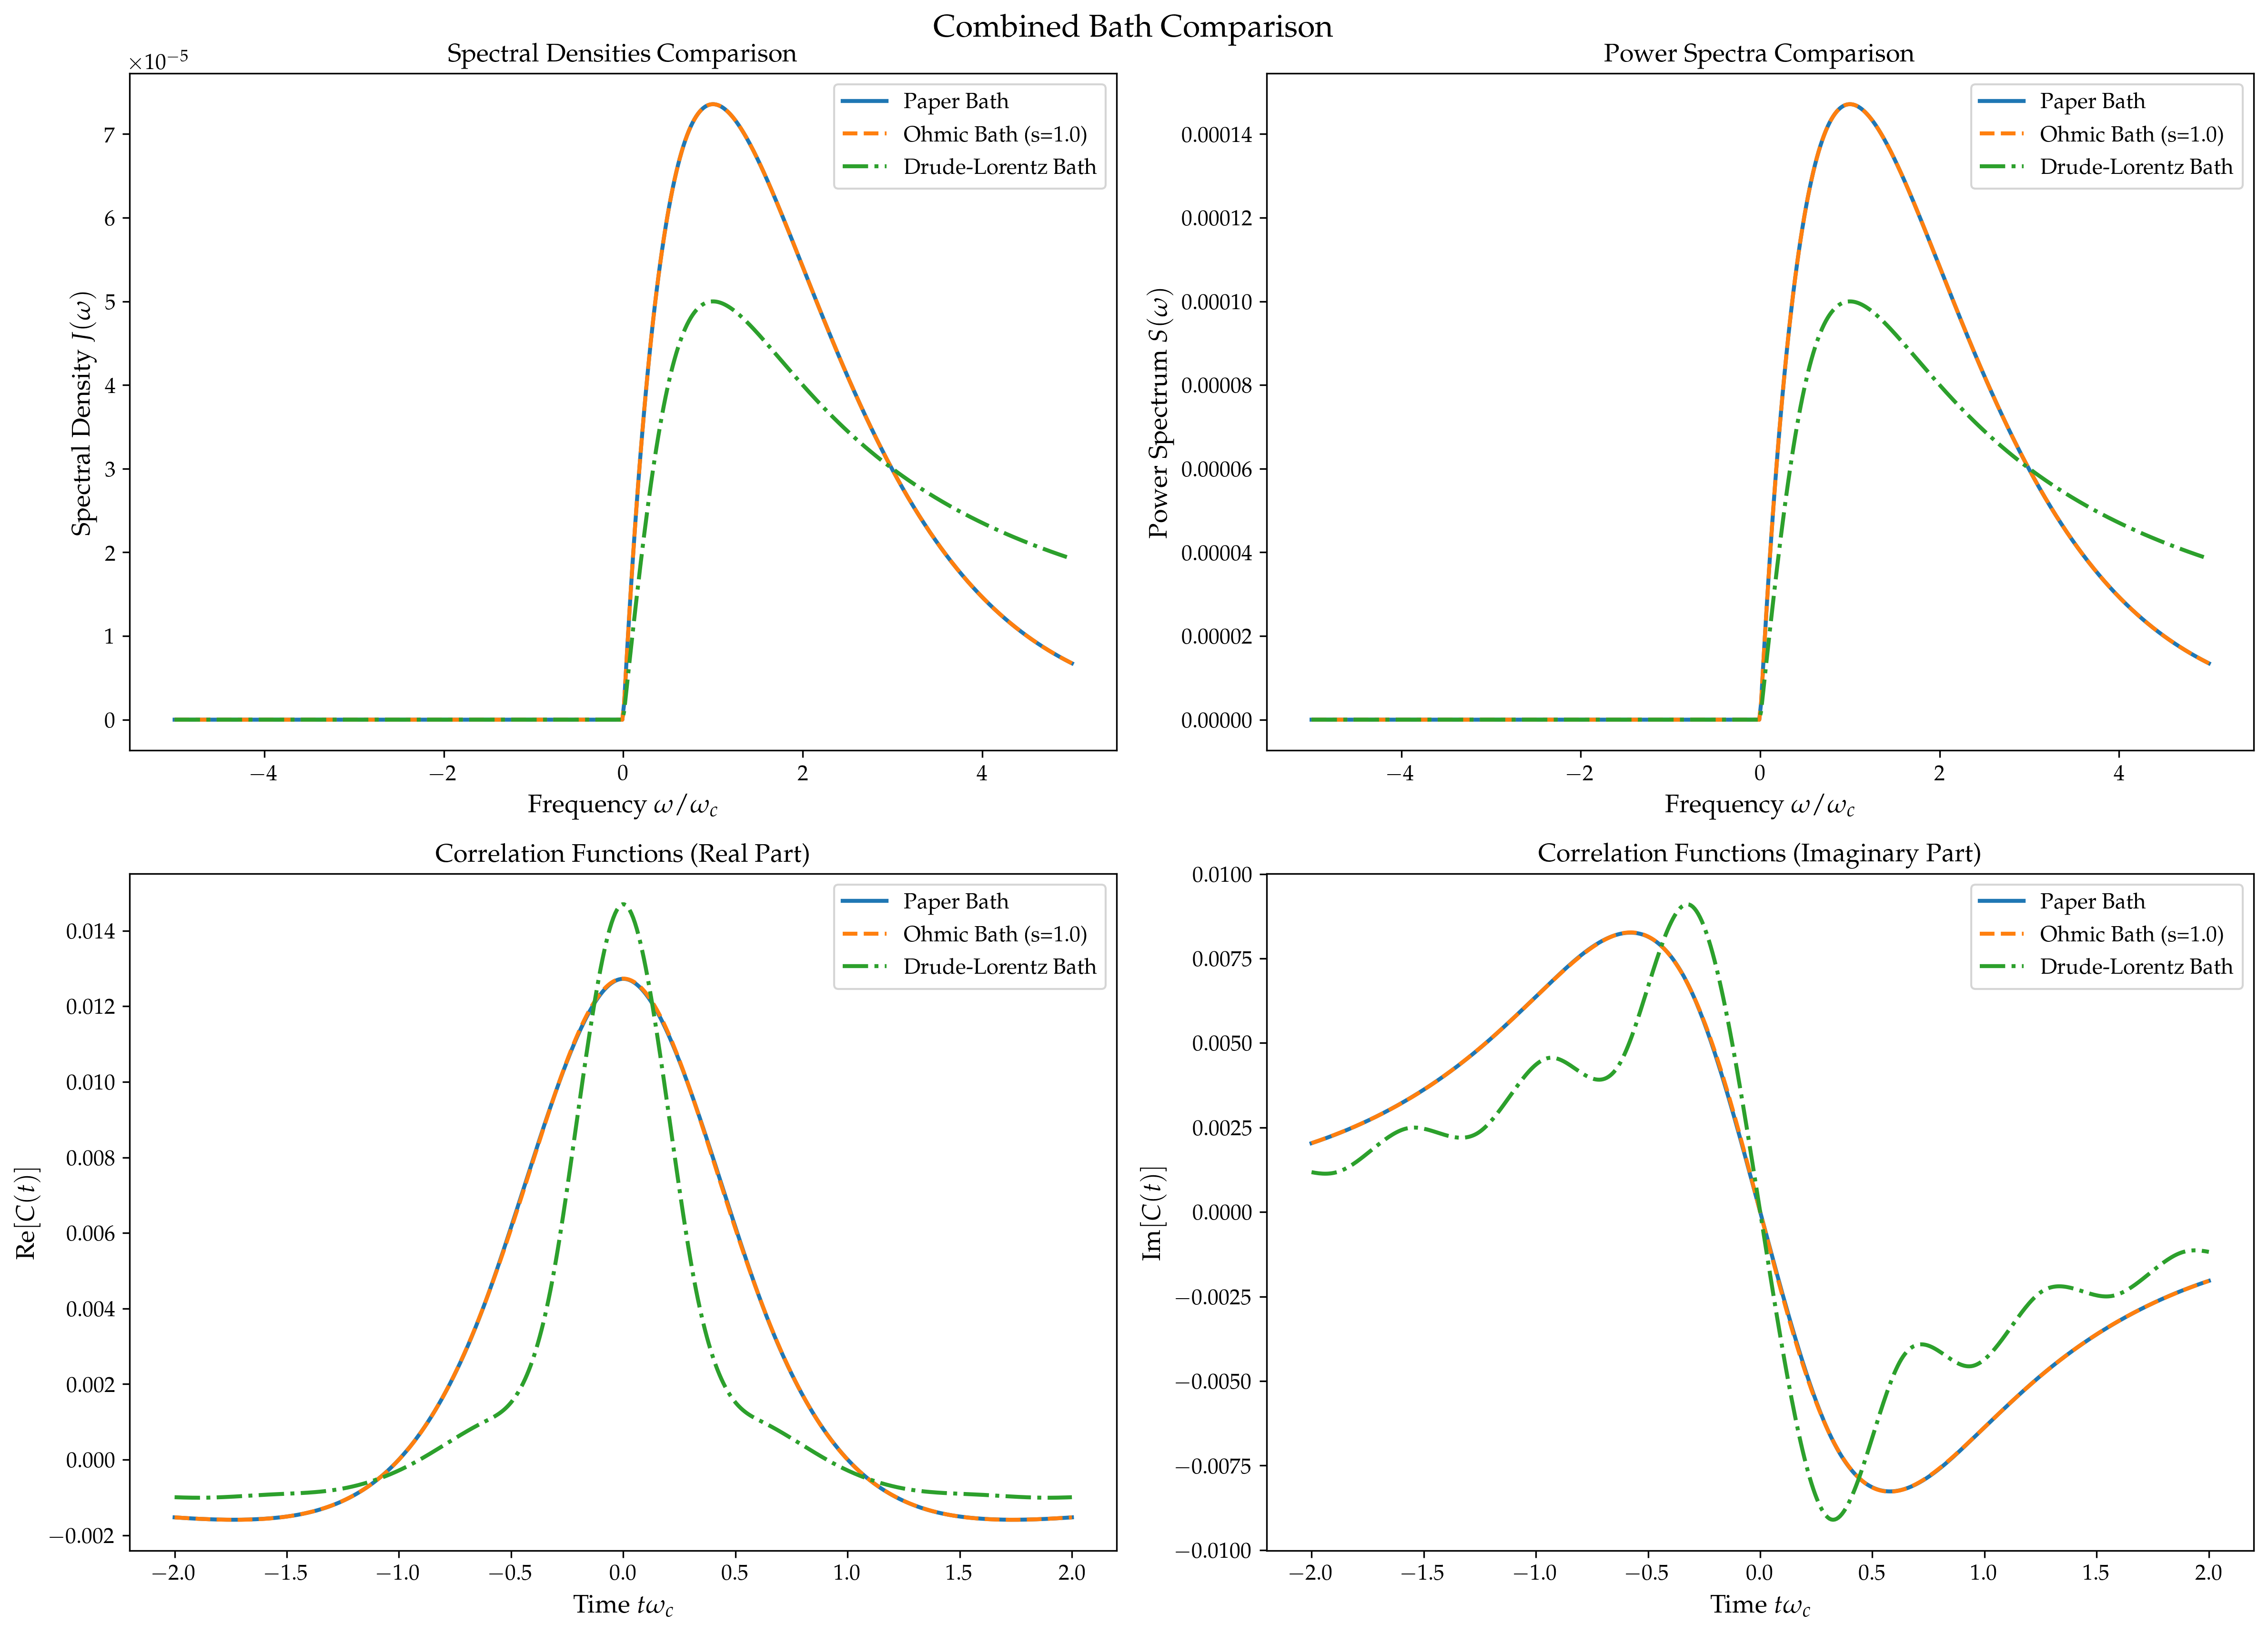 Combined Bath Comparison
Spectral Densities Comparison
×10⁻⁵
Paper Bath
Ohmic Bath (s=1.0)
Drude-Lorentz Bath
Spectral Density J(ω)
7
6
5
4
3
2
1
0
−4
−2
0
2
4
Frequency ω/ω_c
Power Spectra Comparison
Paper Bath
Ohmic Bath (s=1.0)
Drude-Lorentz Bath
Power Spectrum S(ω)
0.00014
0.00012
0.00010
0.00008
0.00006
0.00004
0.00002
0.00000
−4
−2
0
2
4
Frequency ω/ω_c
Correlation Functions (Real Part)
Paper Bath
Ohmic Bath (s=1.0)
Drude-Lorentz Bath
Re[C(t)]
0.014
0.012
0.010
0.008
0.006
0.004
0.002
0.000
−0.002
−2.0
−1.5
−1.0
−0.5
0.0
0.5
1.0
1.5
2.0
Time tω_c
Correlation Functions (Imaginary Part)
Paper Bath
Ohmic Bath (s=1.0)
Drude-Lorentz Bath
Im[C(t)]
0.0100
0.0075
0.0050
0.0025
0.0000
−0.0025
−0.0050
−0.0075
−0.0100
−2.0
−1.5
−1.0
−0.5
0.0
0.5
1.0
1.5
2.0
Time tω_c